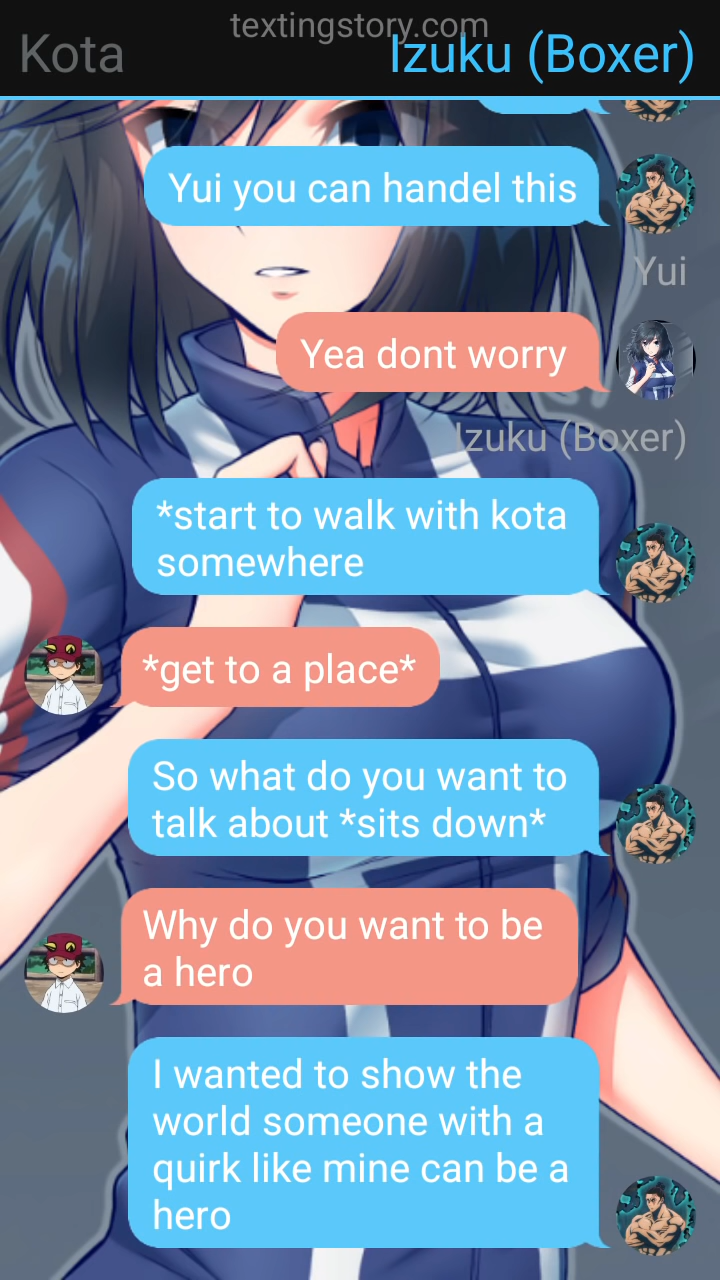 textingstory.com
Kota
Izuku (Boxer)
Yui you can handel this
Yui
Yea dont worry
Izuku (Boxer)
*start to walk with kota
somewhere
*get to a place*
So what do you want to
talk about *sits down*
Why do you want to be
a hero
I wanted to show the
world someone with a
quirk like mine can be a
hero